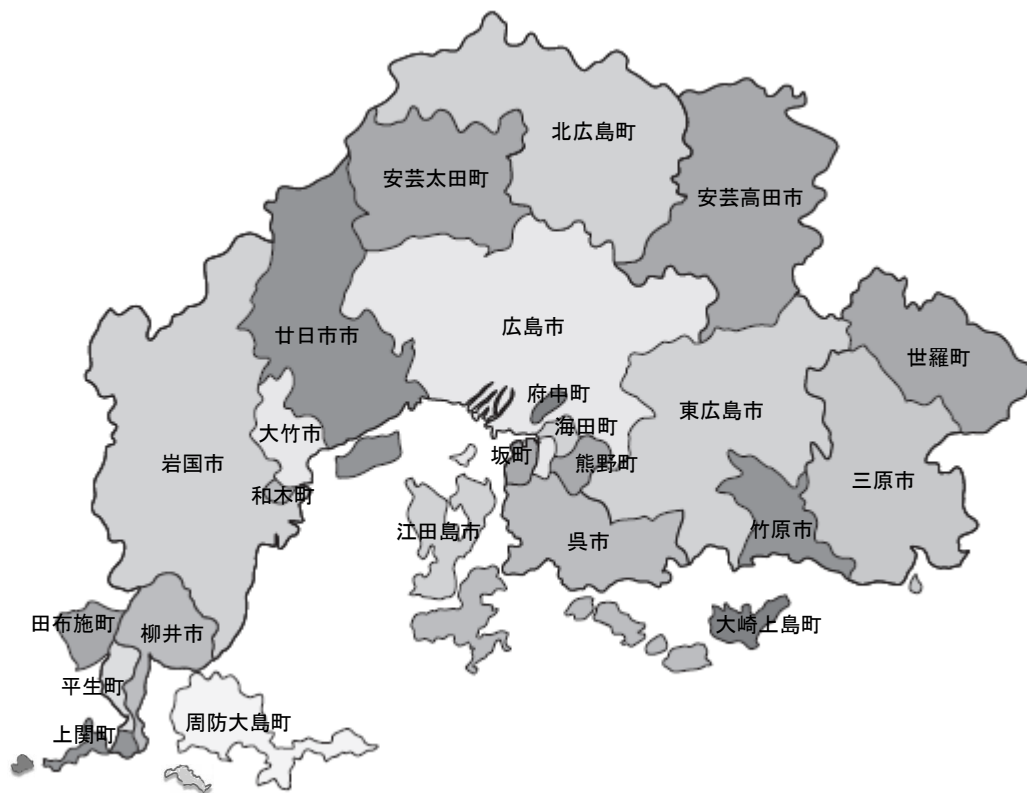 北広島町
安芸太田町
安芸高田市
広島市
廿日市市
世羅町
府中町
東広島市
海田町
大竹市
坂町
熊野町
岩国市
三原市
和木町
江田島市
呉市
竹原市
田布施町
柳井市
大崎上島町
平生町
周防大島町
上関町